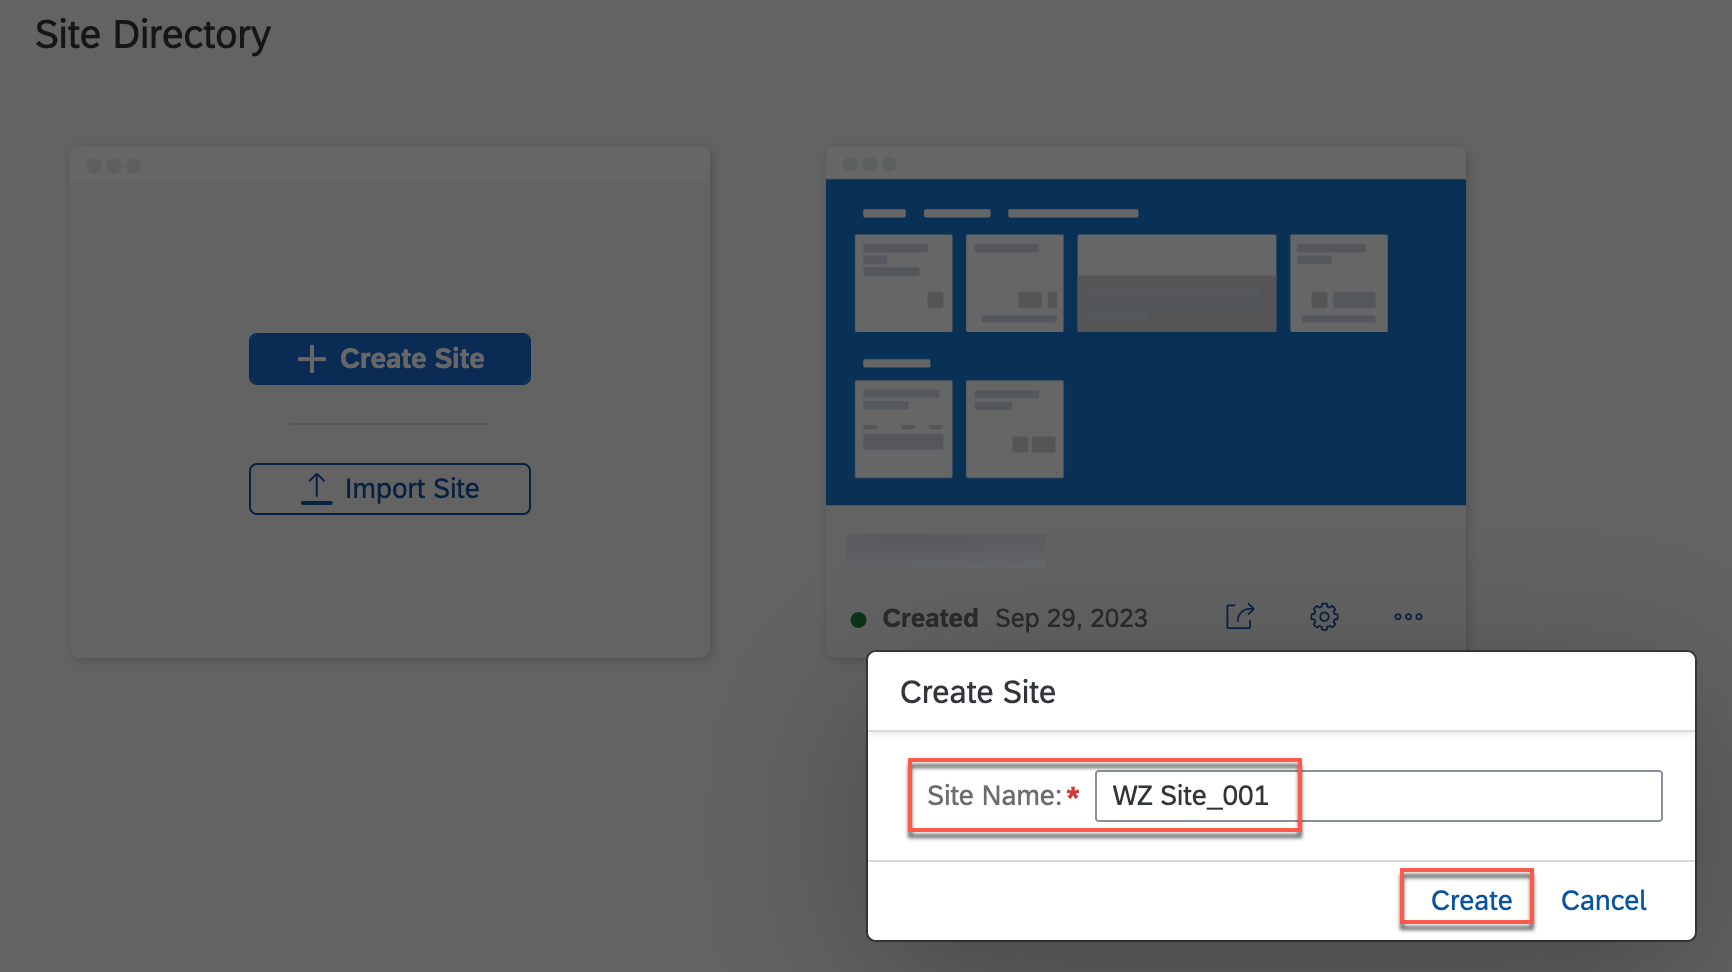 Site Directory
Create Site
Import Site
Created Sep 29, 2023
Create Site
Site Name:* WZ Site_001
Create Cancel